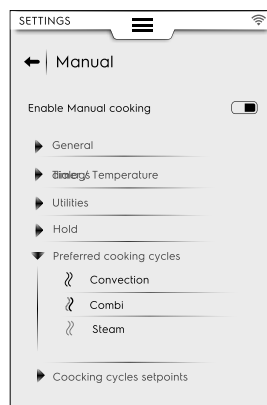 SETTINGS
Manual
Enable Manual cooking
General
Temperature
Utilities
Hold
Preferred cooking cycles
Convection
Combi
Steam
Coocking cycles setpoints